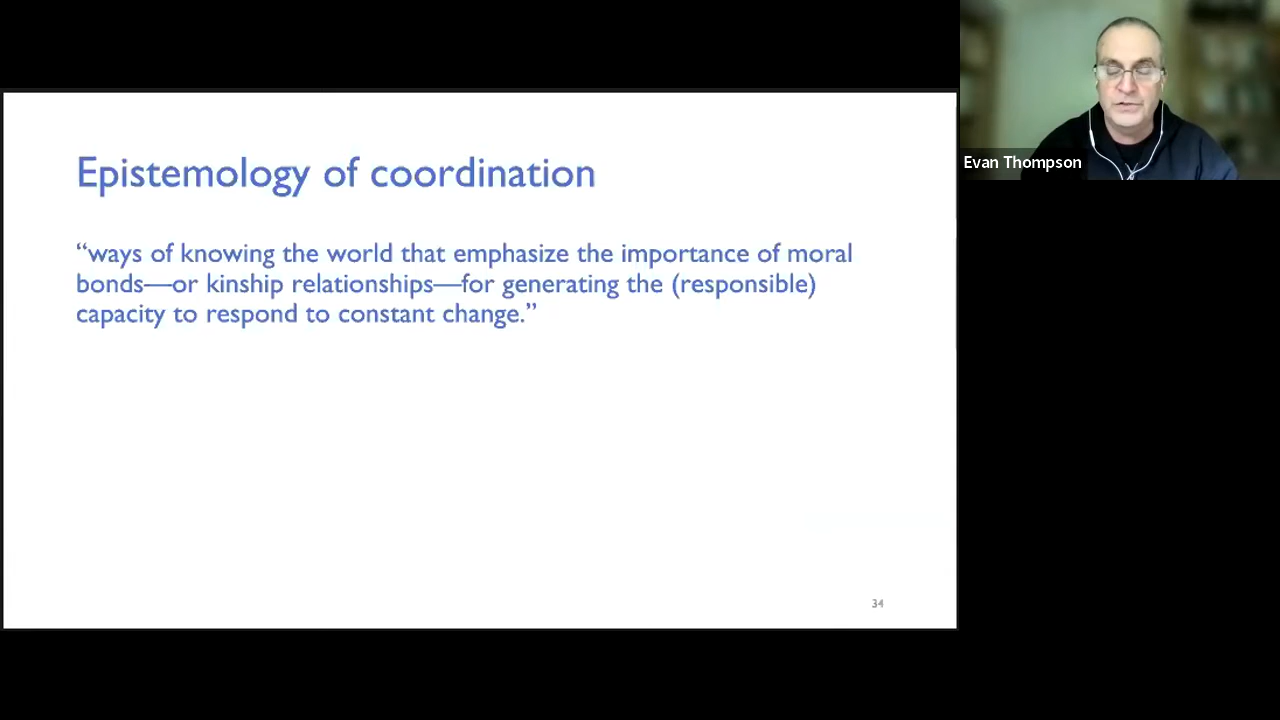 Epistemology of coordination
“ways of knowing the world that emphasize the importance of moral
bonds—or kinship relationships—for generating the (responsible)
capacity to respond to constant change.”
34
Evan Thompson